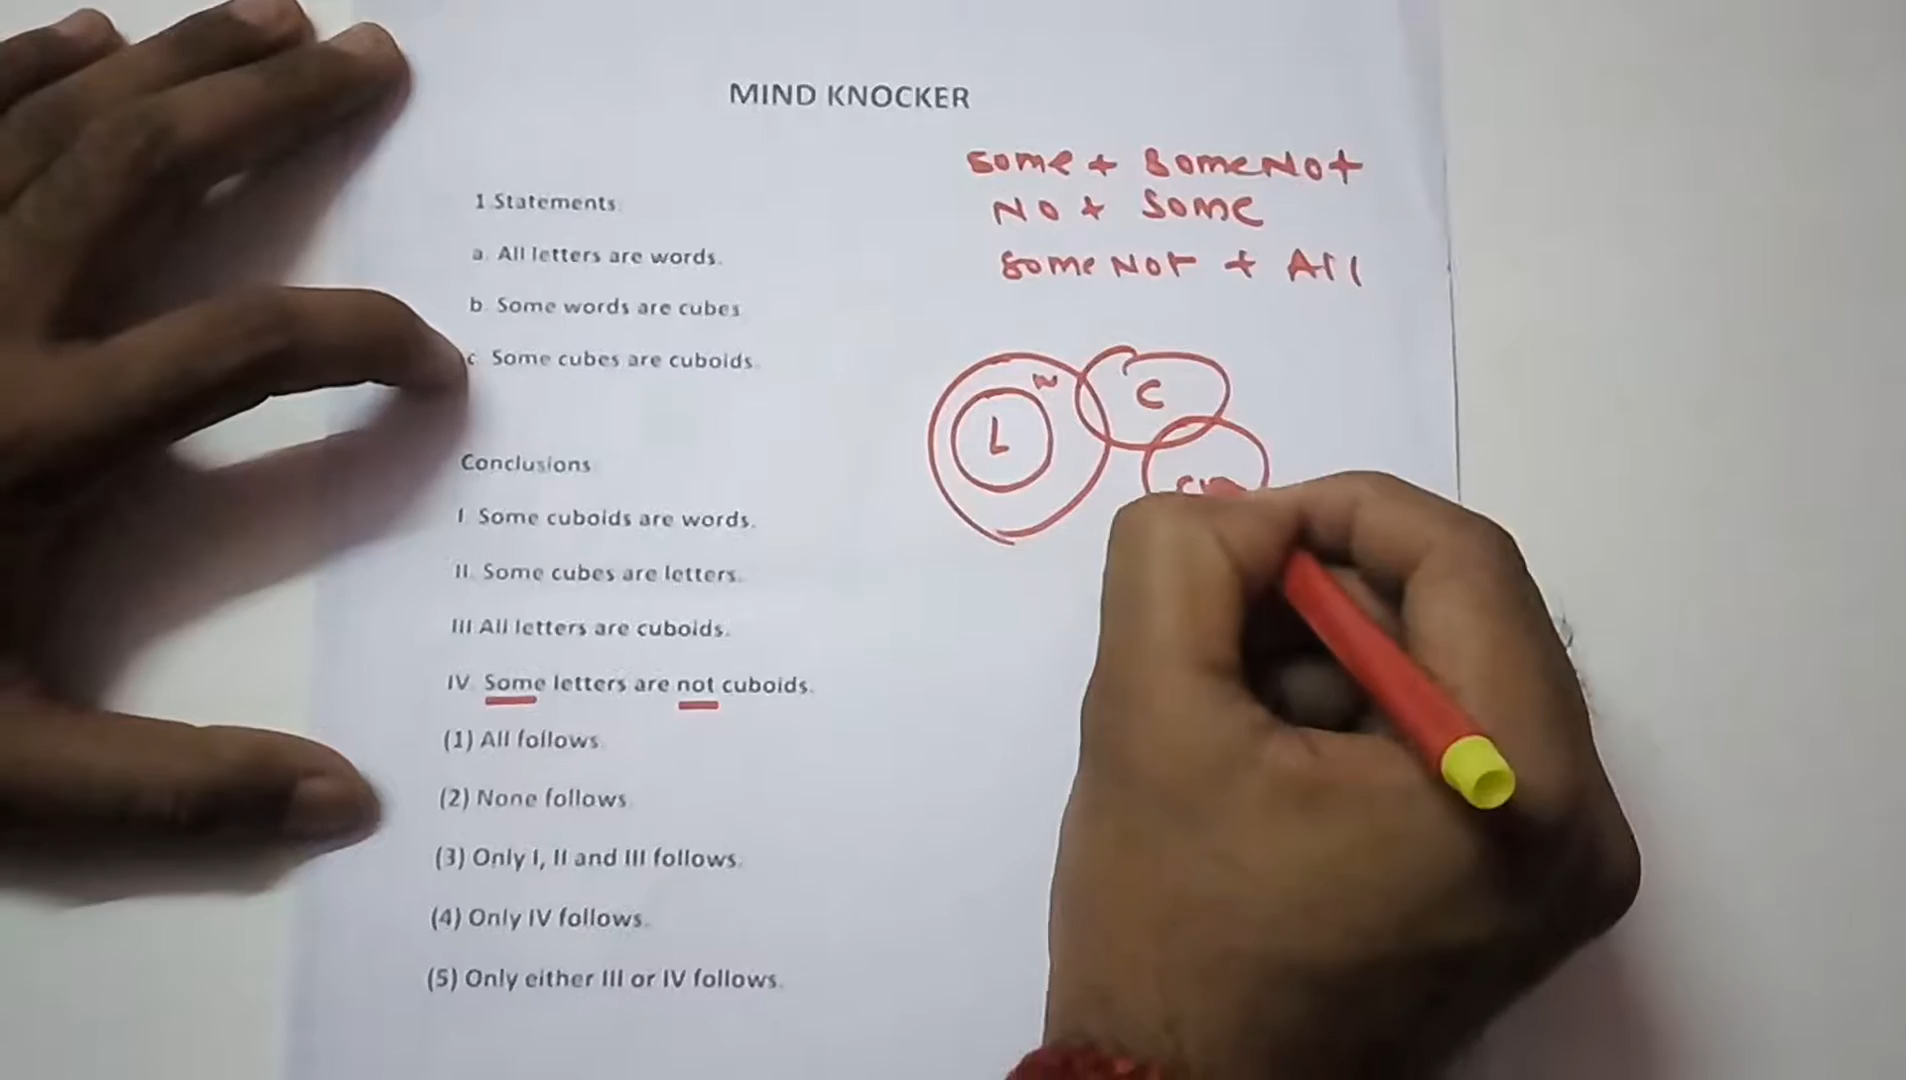 MIND KNOCKER
some + SomeNot
No + Some
Some Not + All
1 Statements
a. All letters are words.
b. Some words are cubes
c. Some cubes are cuboids.
W
C
L
Conclusions
I. Some cuboids are words.
II. Some cubes are letters.
III All letters are cuboids.
IV. Some letters are not cuboids.
(1) All follows.
(2) None follows.
(3) Only I, II and III follows.
(4) Only IV follows.
(5) Only either III or IV follows.